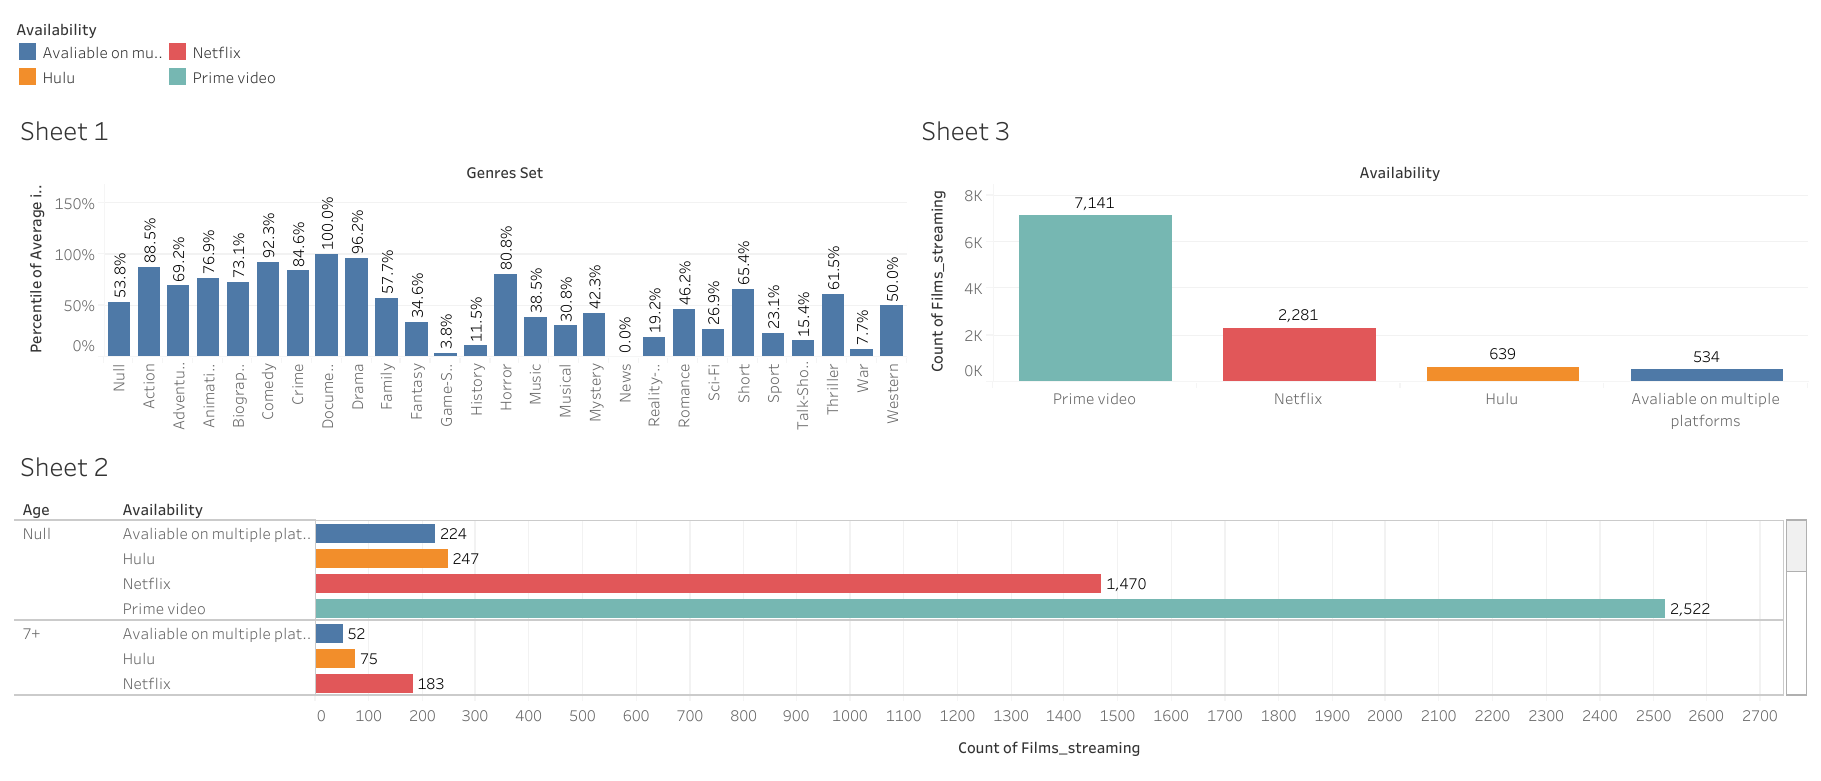 Availability
Avaliable on mu..
Netflix
Hulu
Prime video
Sheet 1
Genres Set
Percentile of Average i..
150%
100%
50%
0%
53.8%
88.5%
69.2%
76.9%
73.1%
92.3%
84.6%
100.0%
96.2%
57.7%
34.6%
3.8%
11.5%
80.8%
38.5%
30.8%
42.3%
0.0%
19.2%
46.2%
26.9%
65.4%
23.1%
15.4%
61.5%
7.7%
50.0%
Null
Action
Adventu..
Animati..
Biograp..
Comedy
Crime
Docume..
Drama
Family
Fantasy
Game-S..
History
Horror
Music
Musical
Mystery
News
Reality-..
Romance
Sci-Fi
Short
Sport
Talk-Sho..
Thriller
War
Western
Sheet 3
Availability
Count of Films_streaming
8K
6K
4K
2K
0K
7,141
2,281
639
534
Prime video
Netflix
Hulu
Avaliable on multiple
platforms
Sheet 2
Age Availability
Null Avaliable on multiple plat.. 224
Hulu 247
Netflix 1,470
Prime video 2,522
7+ Avaliable on multiple plat.. 52
Hulu 75
Netflix 183
0 100 200 300 400 500 600 700 800 900 1000 1100 1200 1300 1400 1500 1600 1700 1800 1900 2000 2100 2200 2300 2400 2500 2600 2700
Count of Films_streaming